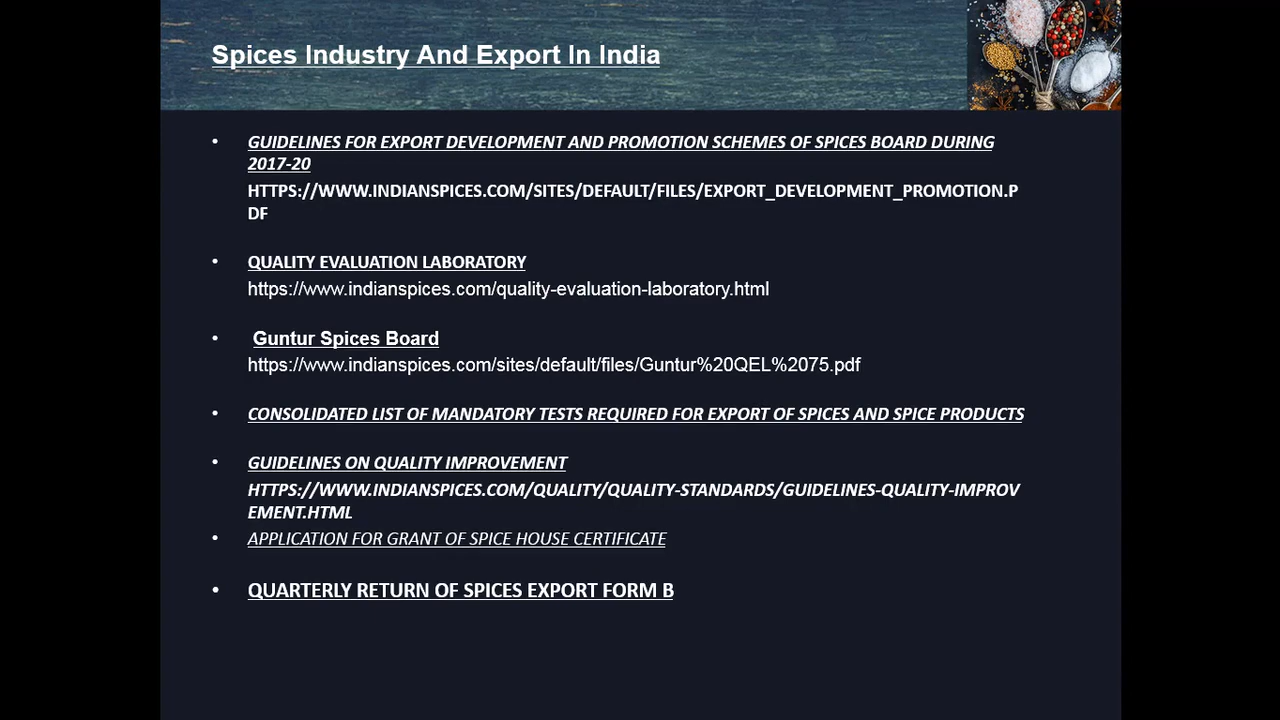 Spices Industry And Export In India
• GUIDELINES FOR EXPORT DEVELOPMENT AND PROMOTION SCHEMES OF SPICES BOARD DURING
2017-20
HTTPS://WWW.INDIANSPICES.COM/SITES/DEFAULT/FILES/EXPORT_DEVELOPMENT_PROMOTION.P
DF
• QUALITY EVALUATION LABORATORY
https://www.indianspices.com/quality-evaluation-laboratory.html
• Guntur Spices Board
https://www.indianspices.com/sites/default/files/Guntur%20QEL%2075.pdf
• CONSOLIDATED LIST OF MANDATORY TESTS REQUIRED FOR EXPORT OF SPICES AND SPICE PRODUCTS
• GUIDELINES ON QUALITY IMPROVEMENT
HTTPS://WWW.INDIANSPICES.COM/QUALITY/QUALITY-STANDARDS/GUIDELINES-QUALITY-IMPROV
EMENT.HTML
• APPLICATION FOR GRANT OF SPICE HOUSE CERTIFICATE
• QUARTERLY RETURN OF SPICES EXPORT FORM B